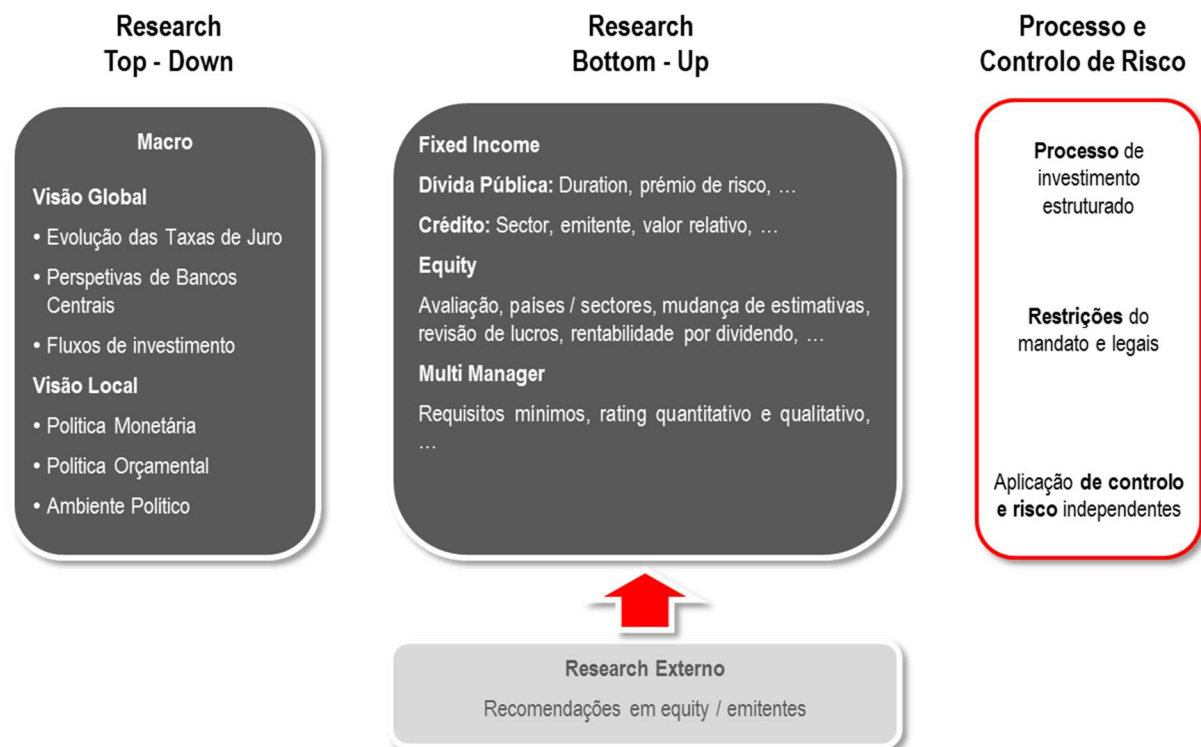 Research
Top - Down
Macro
Visão Global
• Evolução das Taxas de Juro
• Perspetivas de Bancos
Centrais
• Fluxos de investimento
Visão Local
• Politica Monetária
• Politica Orçamental
• Ambiente Politico
Research
Bottom - Up
Fixed Income
Dívida Pública: Duration, prémio de risco, …
Crédito: Sector, emitente, valor relativo, …
Equity
Avaliação, países / sectores, mudança de estimativas,
revisão de lucros, rentabilidade por dividendo, …
Multi Manager
Requisitos mínimos, rating quantitativo e qualitativo,
…
Research Externo
Recomendações em equity / emitentes
Processo e
Controlo de Risco
Processo de
investimento
estruturado
Restrições do
mandato e legais
Aplicação de controlo
e risco independentes